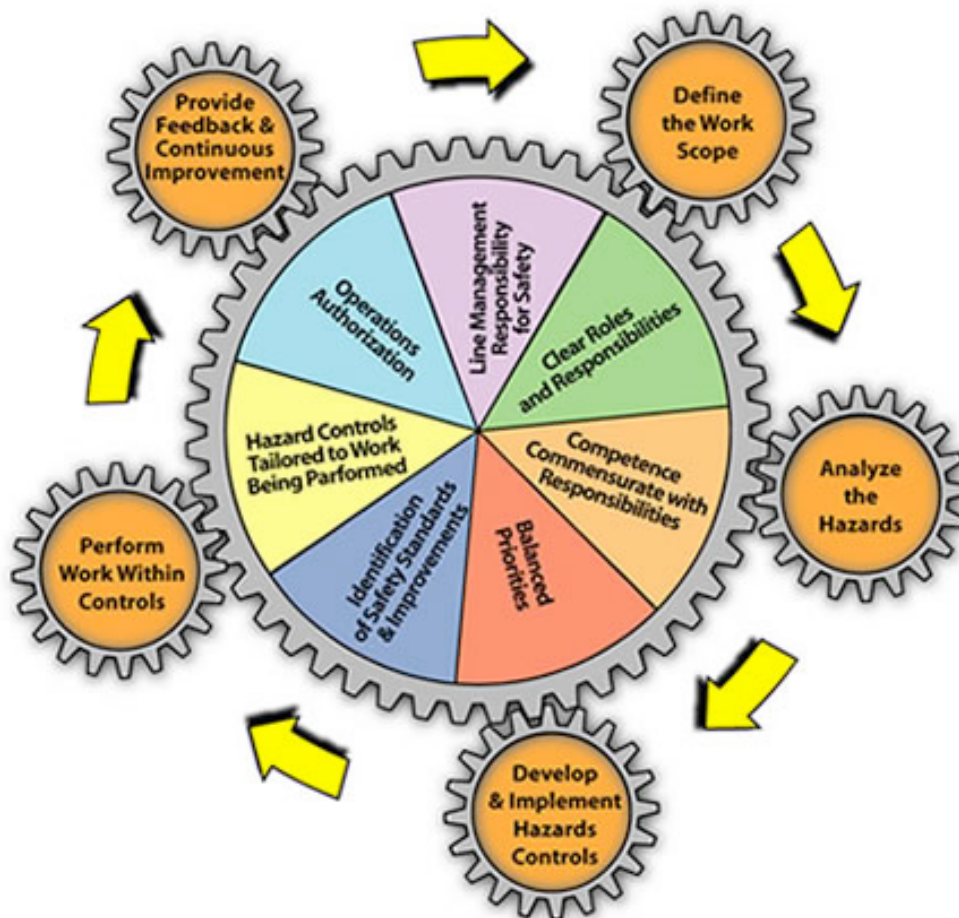 Provide
Feedback &
Continuous
Improvement
Define
the Work
Scope
Analyze
the
Hazards
Develop
& Implement
Hazards
Controls
Perform
Work Within
Controls
Line Management
Responsibility
for Safety
Clear Roles
and Responsibilities
Competence
Commensurate with
Responsibilities
Balanced
Priorities
Identification
of Safety Standards
& Improvements
Hazard Controls
Tailored to Work
Being Parformed
Operations
Authorization